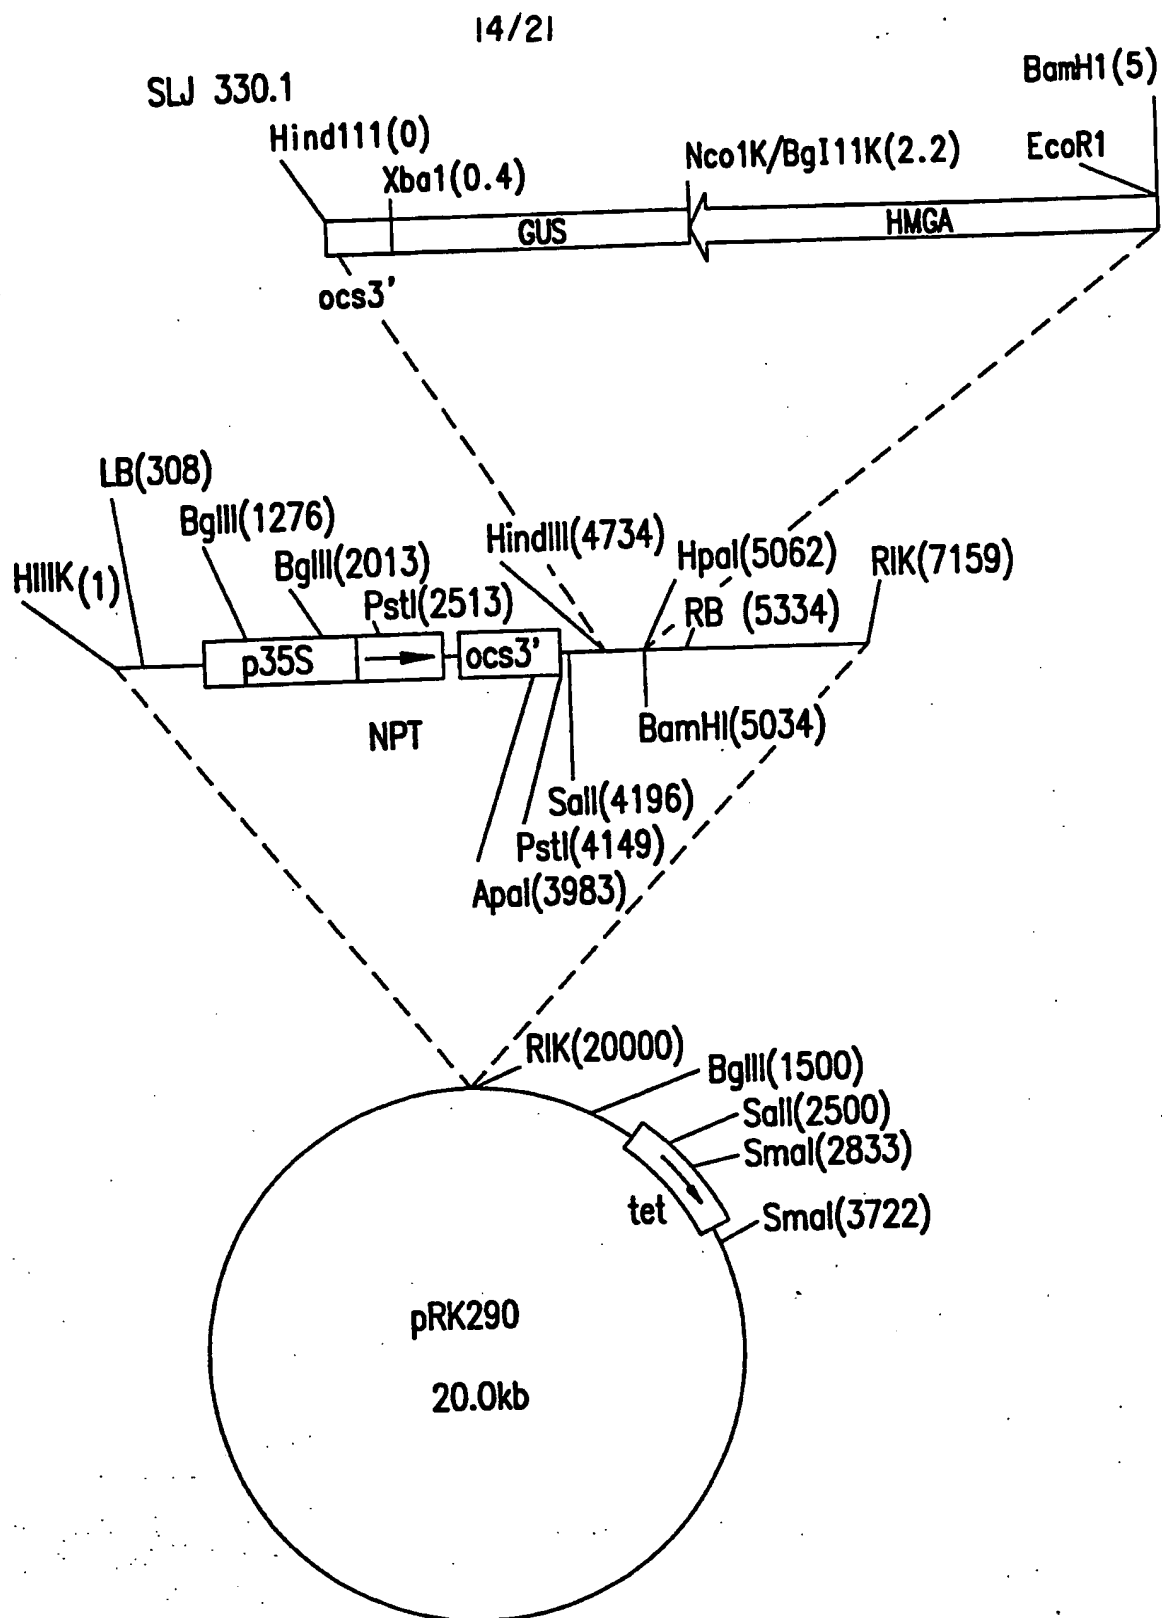 14/21
SLJ 330.1
BamH1(5)
Hind111(0)
Xba1(0.4)
Nco1K/BgI11K(2.2)
EcoR1
GUS
HMGA
ocs3'
LB(308)
BglII(1276)
BglII(2013)
PstI(2513)
HindIII(4734)
HpaI(5062)
RIK(7159)
HIIIK(1)
RB (5334)
p35S
ocs3'
NPT
BamHI(5034)
SalI(4196)
PstI(4149)
ApaI(3983)
RIK(20000)
BglII(1500)
SalI(2500)
SmaI(2833)
tet
SmaI(3722)
pRK290
20.0kb